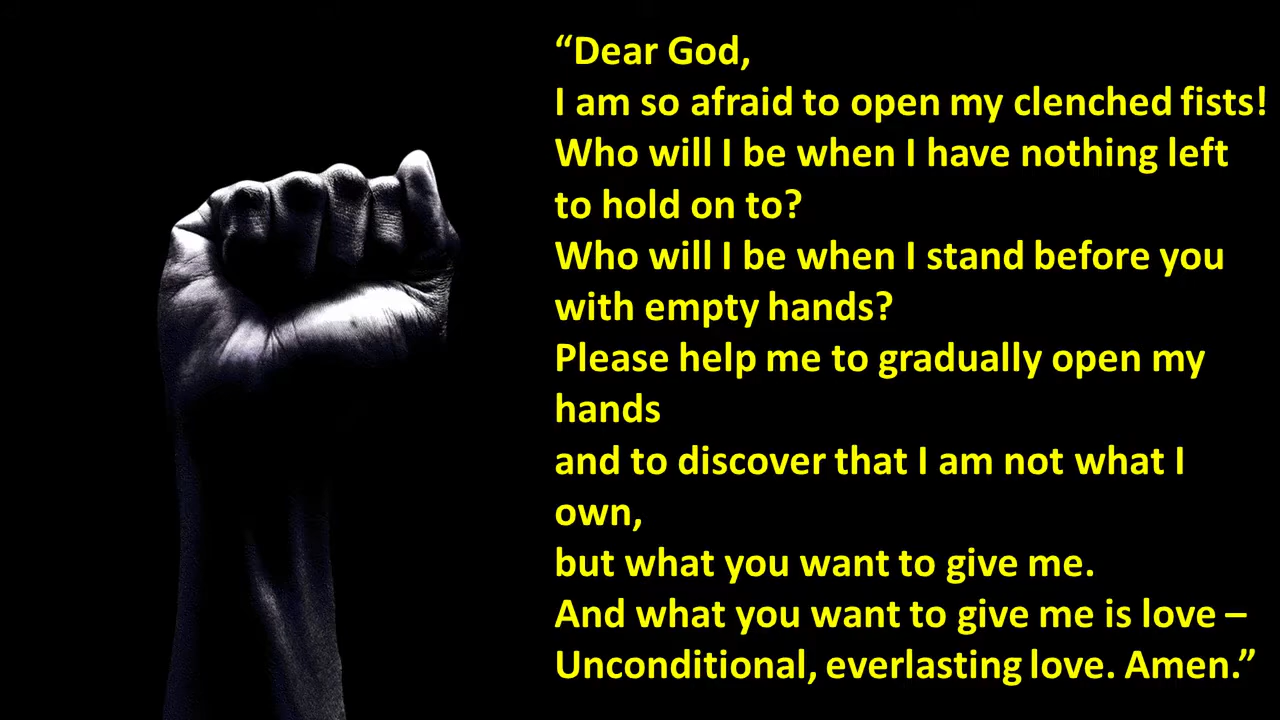 “Dear God,
I am so afraid to open my clenched fists!
Who will I be when I have nothing left
to hold on to?
Who will I be when I stand before you
with empty hands?
Please help me to gradually open my
hands
and to discover that I am not what I
own,
but what you want to give me.
And what you want to give me is love –
Unconditional, everlasting love. Amen.”